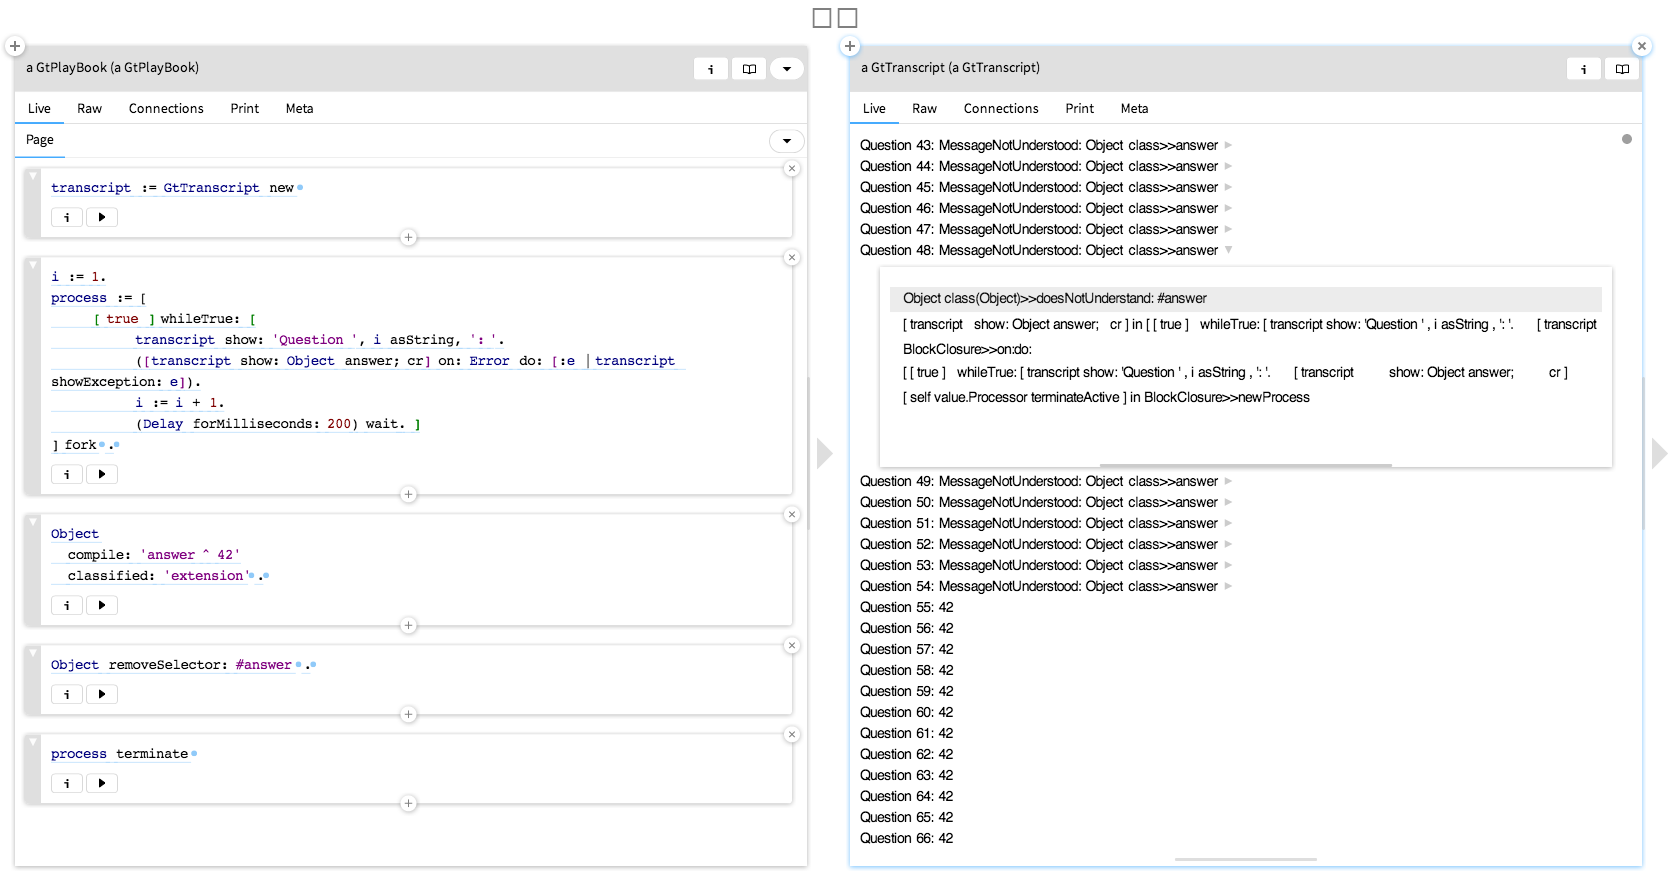 a GtPlayBook (a GtPlayBook)
i
Live Raw Connections Print Meta
Page
transcript := GtTranscript new
i
i := 1.
process := [
[ true ] whileTrue: [
transcript show: 'Question ', i asString, ': '.
([transcript show: Object answer; cr] on: Error do: [:e | transcript
showException: e]).
i := i + 1.
(Delay forMilliseconds: 200) wait. ]
] fork .
i
Object
compile: 'answer ^ 42'
classified: 'extension' .
i
Object removeSelector: #answer .
i
process terminate
i
a GtTranscript (a GtTranscript)
i
Live Raw Connections Print Meta
Question 43: MessageNotUnderstood: Object class>>answer
Question 44: MessageNotUnderstood: Object class>>answer
Question 45: MessageNotUnderstood: Object class>>answer
Question 46: MessageNotUnderstood: Object class>>answer
Question 47: MessageNotUnderstood: Object class>>answer
Question 48: MessageNotUnderstood: Object class>>answer
Object class(Object)>>doesNotUnderstand: #answer
[ transcript show: Object answer; cr ] in [ [ true ] whileTrue: [ transcript show: 'Question ' , i asString , ': '. [ transcript
BlockClosure>>on:do:
[ [ true ] whileTrue: [ transcript show: 'Question ' , i asString , ': '. [ transcript show: Object answer; cr ]
[ self value.Processor terminateActive ] in BlockClosure>>newProcess
Question 49: MessageNotUnderstood: Object class>>answer
Question 50: MessageNotUnderstood: Object class>>answer
Question 51: MessageNotUnderstood: Object class>>answer
Question 52: MessageNotUnderstood: Object class>>answer
Question 53: MessageNotUnderstood: Object class>>answer
Question 54: MessageNotUnderstood: Object class>>answer
Question 55: 42
Question 56: 42
Question 57: 42
Question 58: 42
Question 59: 42
Question 60: 42
Question 61: 42
Question 62: 42
Question 63: 42
Question 64: 42
Question 65: 42
Question 66: 42